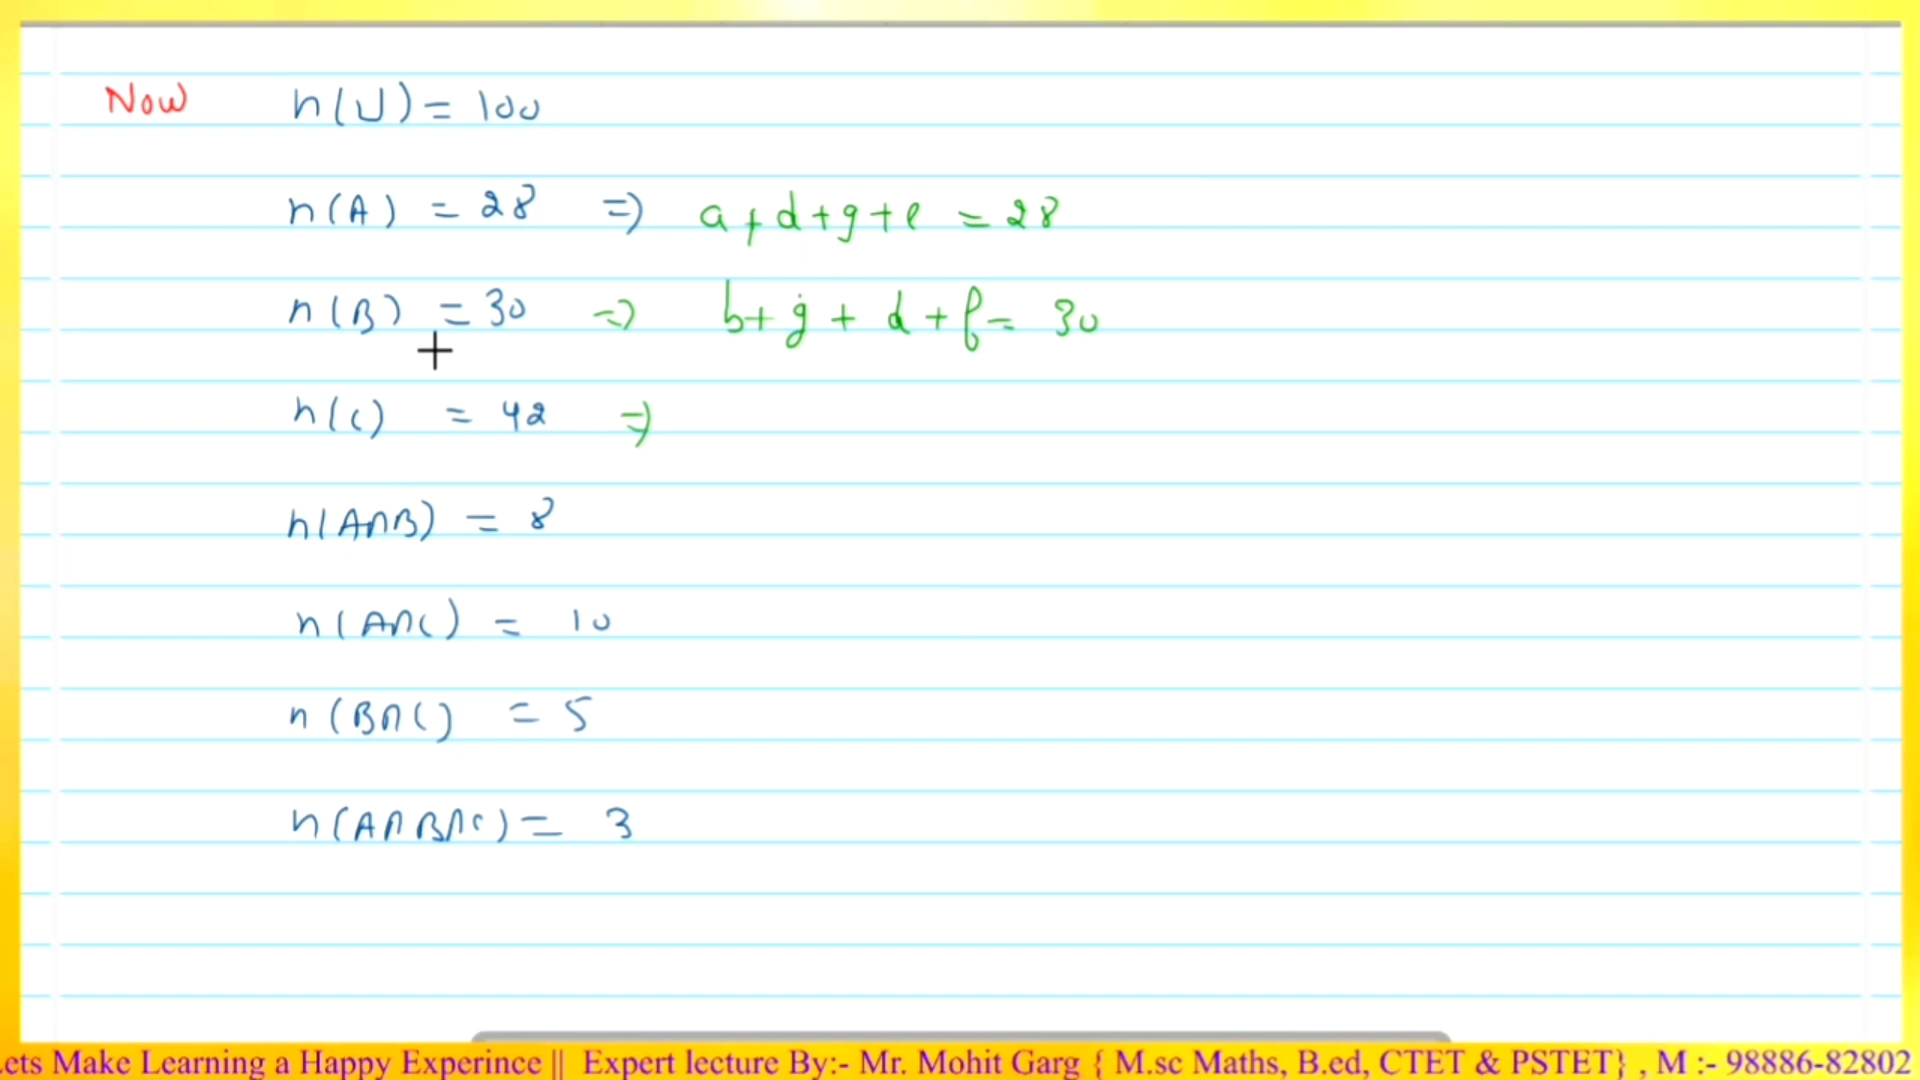 Now n(U) = 100
n(A) = 28 => a+d+g+e = 28
n(B) = 30 => b+g+d+f = 30
n(C) = 42 =>
n(A∩B) = 8
n(A∩C) = 10
n(B∩C) = 5
n(A∩B∩C) = 3
ets Make Learning a Happy Experince || Expert lecture By:- Mr. Mohit Garg { M.sc Maths, B.ed, CTET & PSTET} , M :- 98886-82802